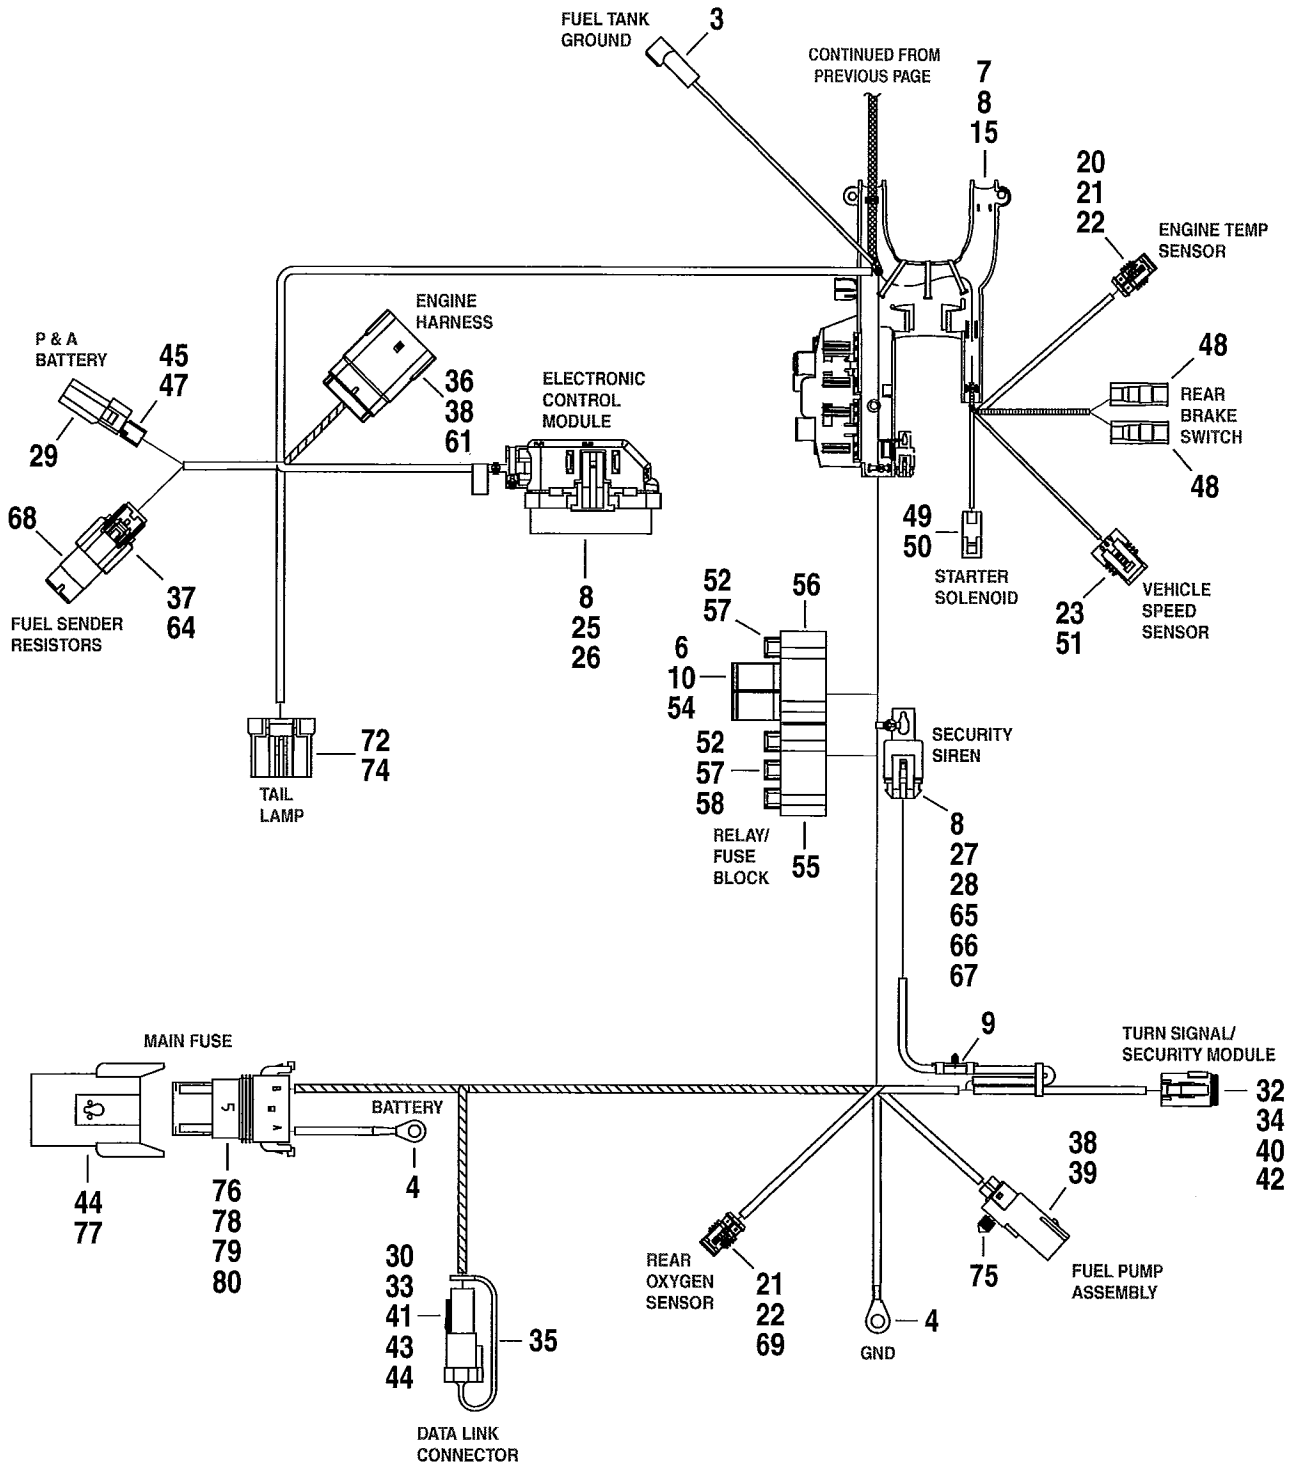 FUEL TANK
GROUND
3
CONTINUED FROM
PREVIOUS PAGE
7
8
15
20
21
22
ENGINE TEMP
SENSOR
ENGINE
HARNESS
P & A
BATTERY
45
47
29
36
38
61
ELECTRONIC
CONTROL
MODULE
48
REAR
BRAKE
SWITCH
48
68
37
64
FUEL SENDER
RESISTORS
8
25
26
49
50
STARTER
SOLENOID
23
51
VEHICLE
SPEED
SENSOR
52
57
56
6
10
54
52
57
58
RELAY/
FUSE
BLOCK
55
SECURITY
SIREN
8
27
28
65
66
67
72
74
TAIL
LAMP
9
MAIN FUSE
TURN SIGNAL/
SECURITY MODULE
32
34
40
42
B A
5
A
BATTERY
4
44
77
76
78
79
80
38
39
75
FUEL PUMP
ASSEMBLY
REAR
OXYGEN
SENSOR
21
22
69
4
GND
30
33
41
43
44
35
DATA LINK
CONNECTOR